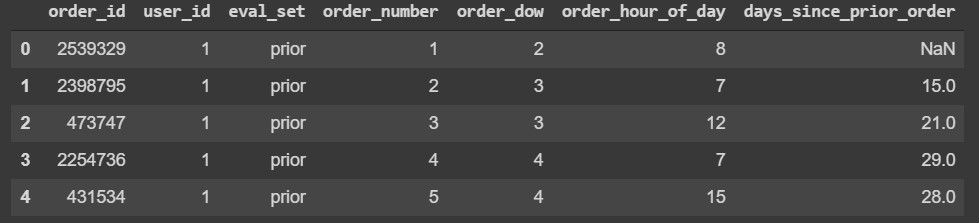 order_id user_id eval_set order_number order_dow order_hour_of_day days_since_prior_order
0 2539329 1 prior 1 2 8 NaN
1 2398795 1 prior 2 3 7 15.0
2 473747 1 prior 3 3 12 21.0
3 2254736 1 prior 4 4 7 29.0
4 431534 1 prior 5 4 15 28.0